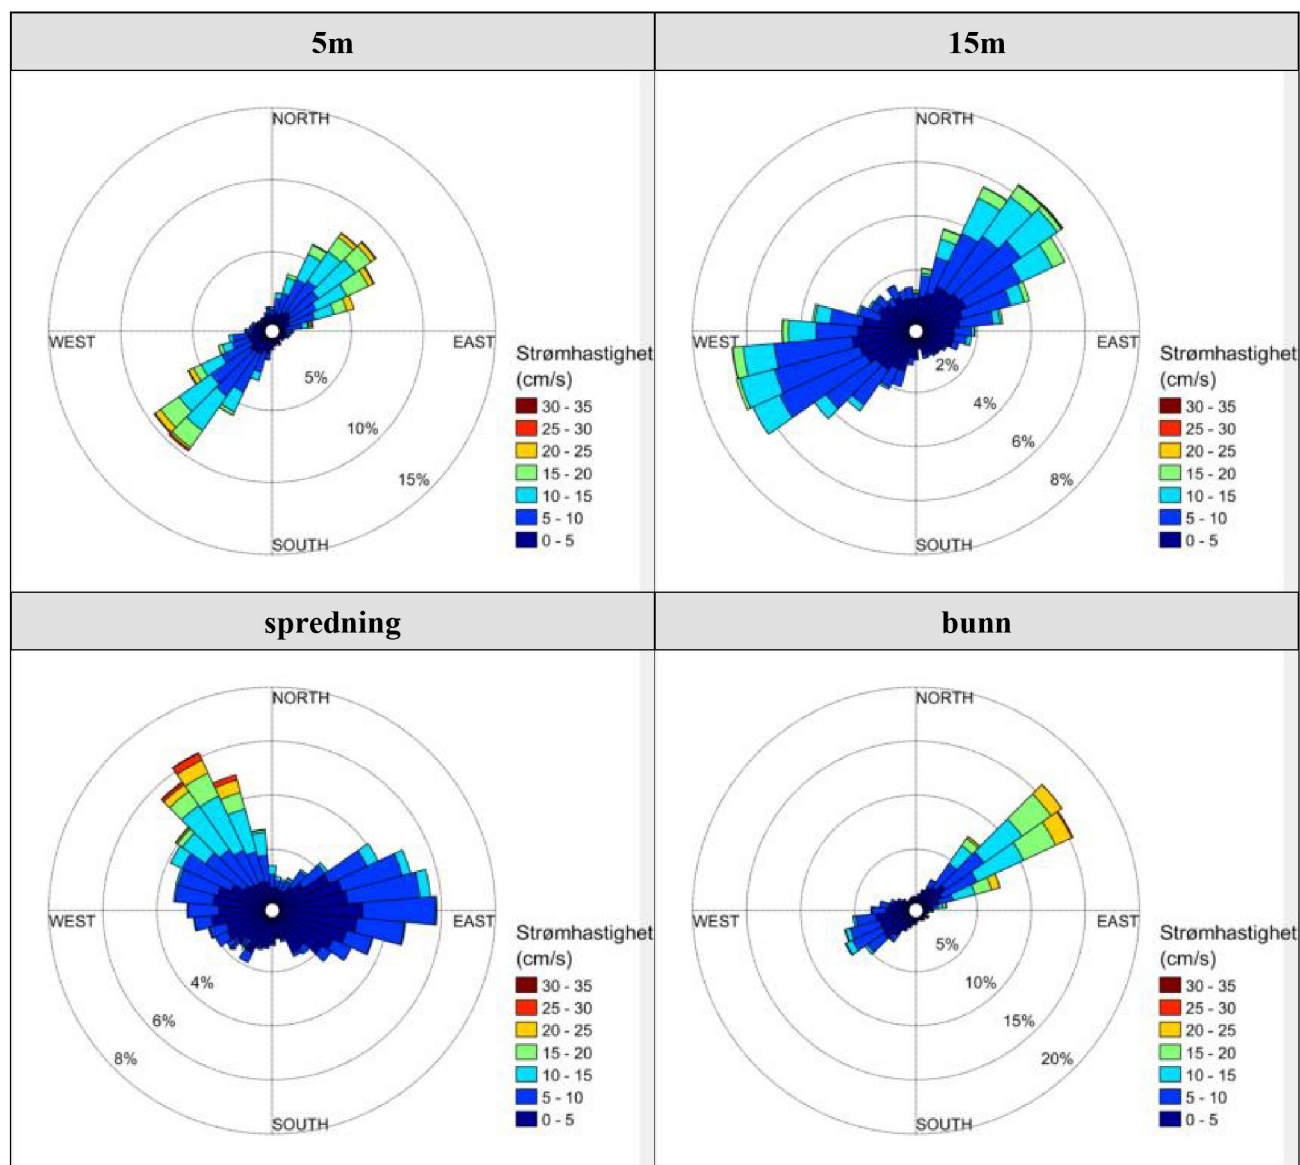 5m
15m
NORTH
WEST
EAST
SOUTH
5%
10%
15%
Strømhastighet
(cm/s)
30 - 35
25 - 30
20 - 25
15 - 20
10 - 15
5 - 10
0 - 5
NORTH
WEST
EAST
SOUTH
2%
4%
6%
8%
Strømhastighet
(cm/s)
30 - 35
25 - 30
20 - 25
15 - 20
10 - 15
5 - 10
0 - 5
spredning
bunn
NORTH
WEST
EAST
SOUTH
4%
6%
8%
Strømhastighet
(cm/s)
30 - 35
25 - 30
20 - 25
15 - 20
10 - 15
5 - 10
0 - 5
NORTH
WEST
EAST
SOUTH
5%
10%
15%
20%
Strømhastighet
(cm/s)
30 - 35
25 - 30
20 - 25
15 - 20
10 - 15
5 - 10
0 - 5